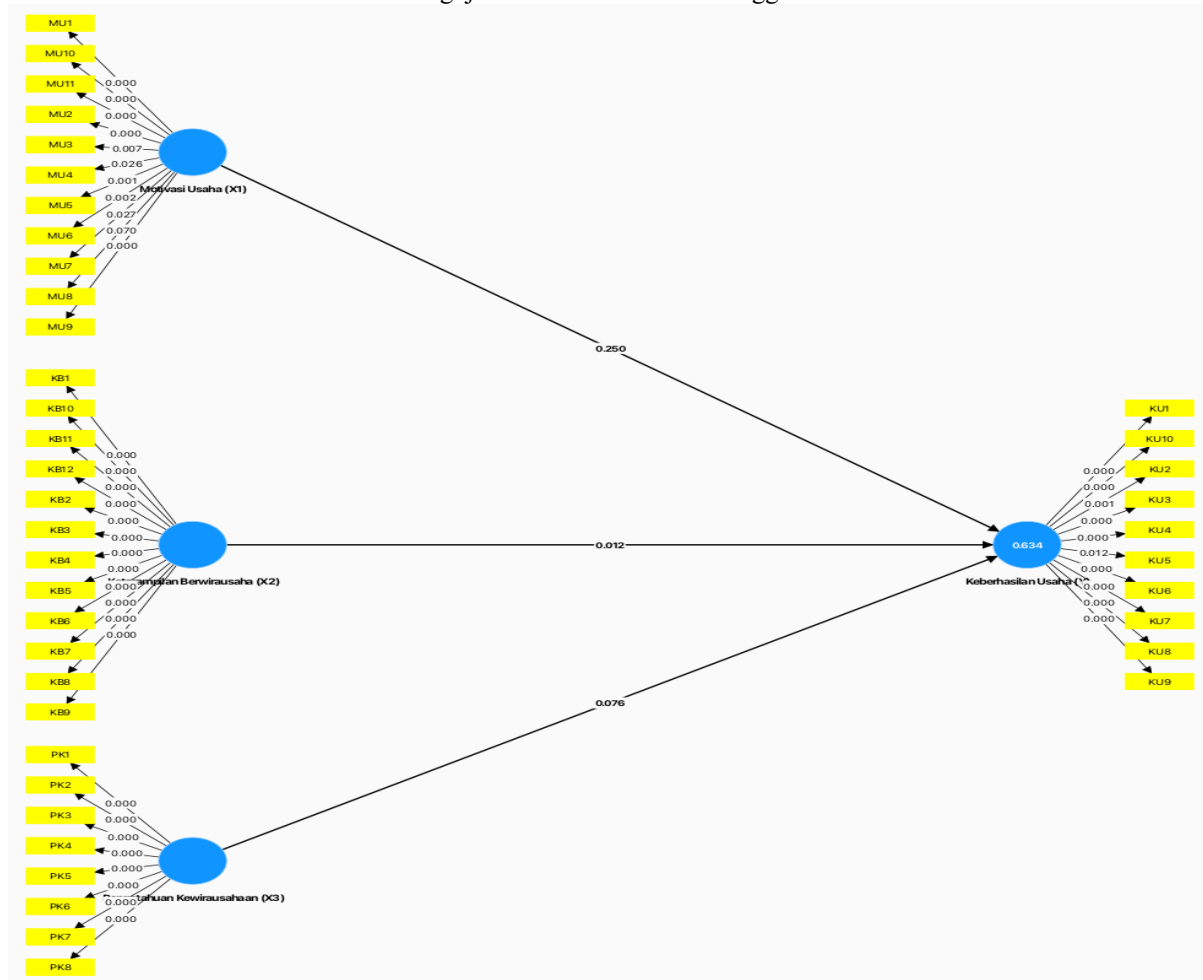 MU1
MU10
MU11
MU2
MU3
MU4
MU5
MU6
MU7
MU8
MU9
0.000
0.000
0.000
0.000
0.007
0.026
0.001
0.002
0.027
0.070
0.000
Motivasi Usaha (X1)
0.250
KB1
KB10
KB11
KB12
KB2
KB3
KB4
KB5
KB6
KB7
KB8
KB9
0.000
0.000
0.000
0.000
0.000
0.000
0.000
0.000
0.000
0.000
0.000
0.000
Berwirausaha (X2)
0.012
PK1
PK2
PK3
PK4
PK5
PK6
PK7
PK8
0.000
0.000
0.000
0.000
0.000
0.000
0.000
0.000
Kewirausahaan (X3)
0.076
0.634
Keberhasilan Usaha
KU1
KU10
KU2
KU3
KU4
KU5
KU6
KU7
KU8
KU9
0.000
0.000
0.001
0.000
0.000
0.012
0.000
0.000
0.000
0.000